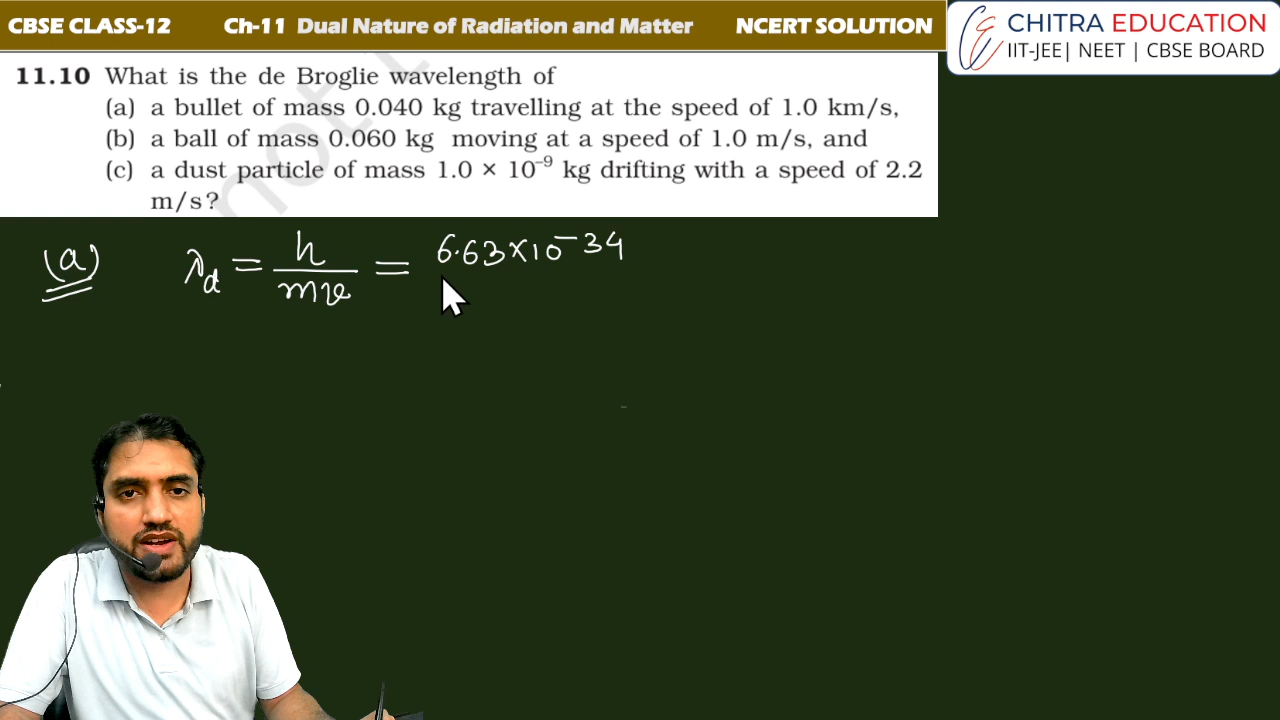 CBSE CLASS-12 Ch-11 Dual Nature of Radiation and Matter NCERT SOLUTION
CHITRA EDUCATION
IIT-JEE| NEET | CBSE BOARD
11.10 What is the de Broglie wavelength of
(a) a bullet of mass 0.040 kg travelling at the speed of 1.0 km/s,
(b) a ball of mass 0.060 kg moving at a speed of 1.0 m/s, and
(c) a dust particle of mass 1.0 × 10⁻⁹ kg drifting with a speed of 2.2
m/s?
(a) λd = h/mv = 6.63×10⁻³⁴